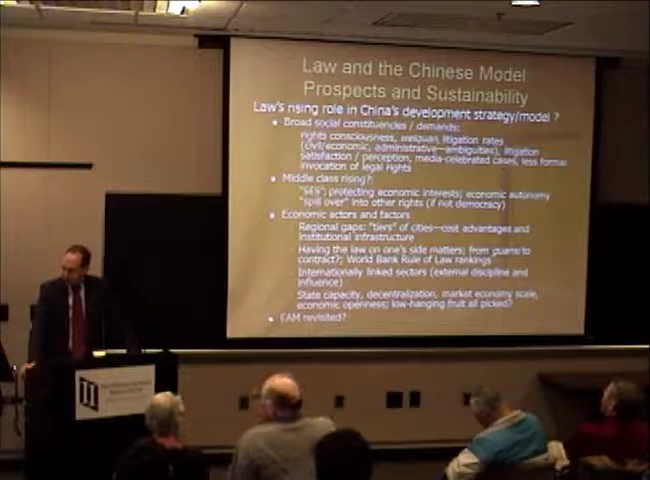 Law and the Chinese Model
Prospects and Sustainability
Law's rising role in China's development strategy/model ?
Broad social constituencies / demands:
rights consciousness, weiquan, litigation rates
(civil/economic, administrative—ambiguities), litigation
satisfaction / perception, media-celebrated cases, less formal
invocation of legal rights
Middle class rising?:
"SES": protecting economic interests; economic autonomy
"spill over" into other rights (if not democracy)
Economic actors and factors
Regional gaps: "tiers" of cities—cost advantages and
institutional infrastructure
Having the law on one's side matters; from guanxi to
contract?; World Bank Rule of Law rankings
Internationally linked sectors (external discipline and
influence)
State capacity, decentralization, market economy scale,
economic openness: low-hanging fruit all picked?
EAM revisited?